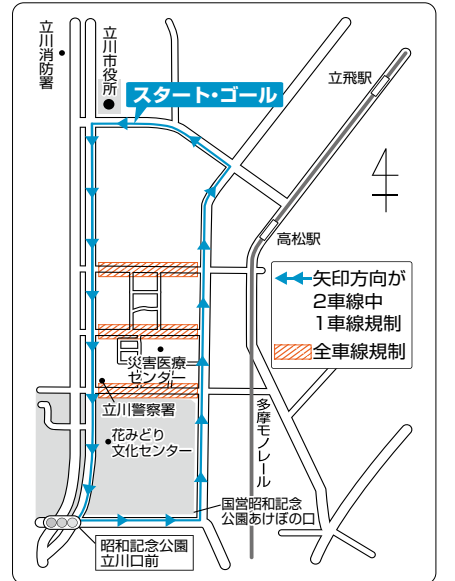 立川消防署
立川市役所
スタート・ゴール
立飛駅
高松駅
矢印方向が
2車線中
1車線規制
全車線規制
災害医療
センター
立川警察署
花みどり
文化センター
多摩モノレール
国営昭和記念
公園あけぼの口
昭和記念公園
立川口前